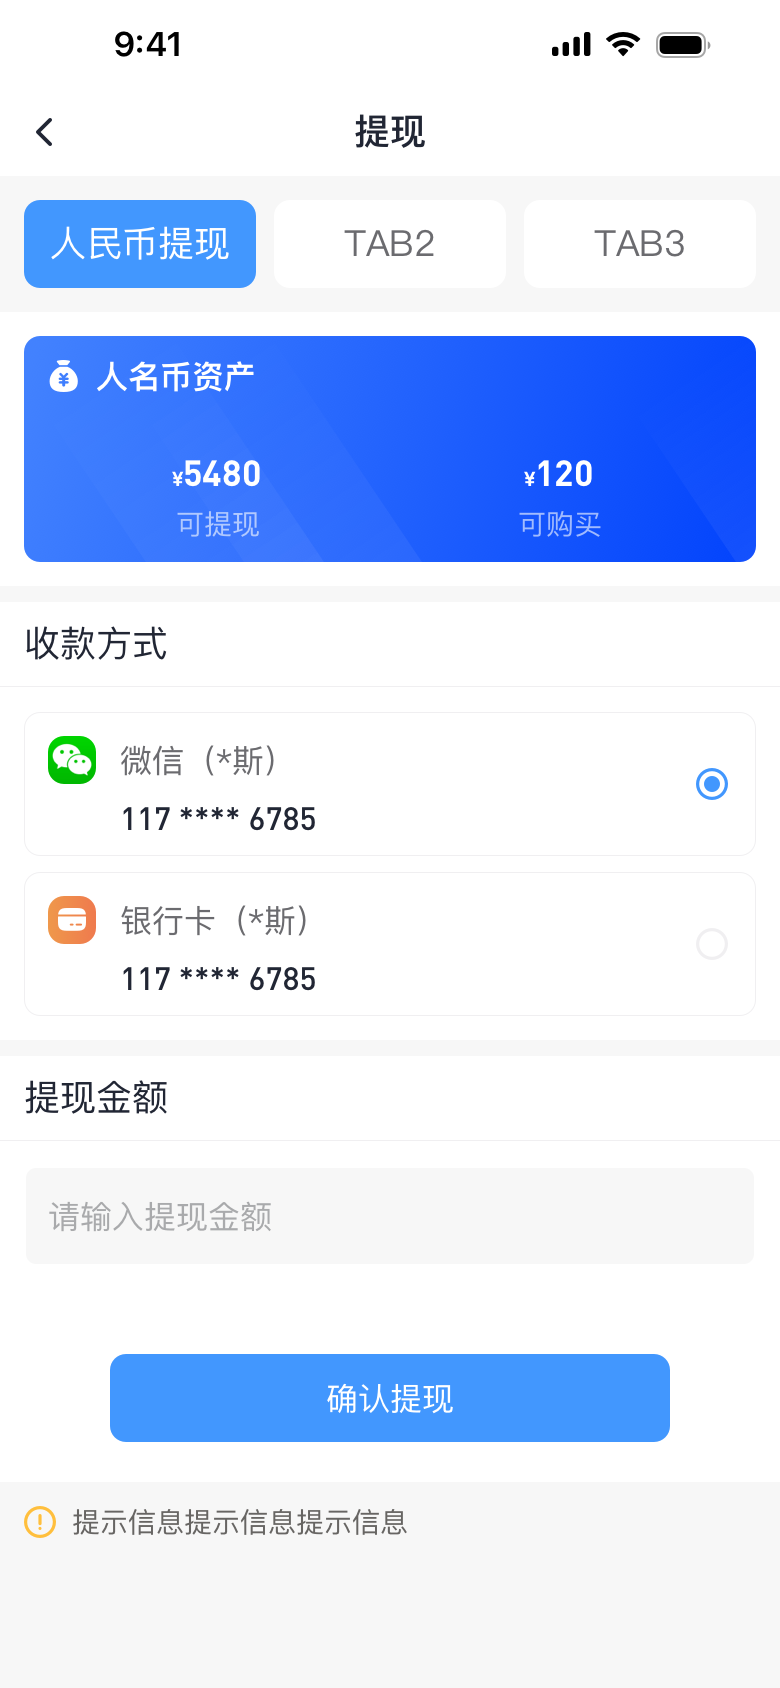 9:41
提现
人民币提现
TAB2
TAB3
人名币资产
¥5480
¥120
可提现
可购买
收款方式
微信（*斯）
117 **** 6785
银行卡（*斯）
117 **** 6785
提现金额
请输入提现金额
确认提现
提示信息提示信息提示信息